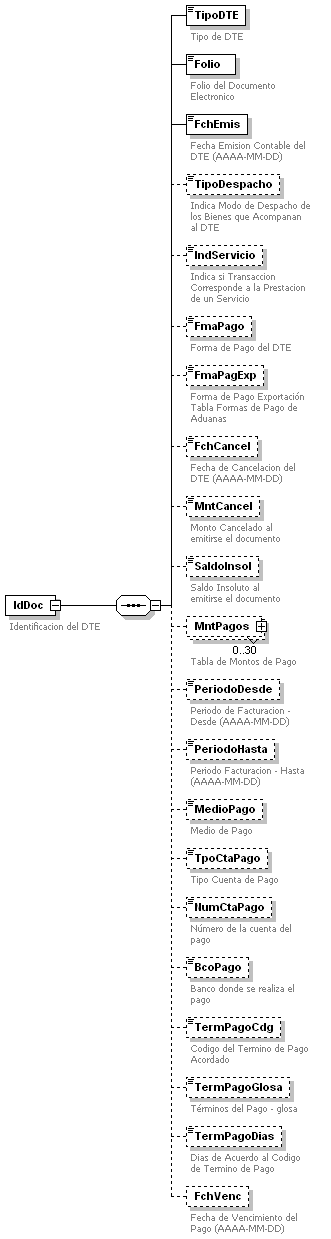 TipoDTE
Tipo de DTE
Folio
Folio del Documento
Electronico
FchEmis
Fecha Emision Contable del
DTE (AAAA-MM-DD)
TipoDespacho
Indica Modo de Despacho de
los Bienes que Acompanan
al DTE
IndServicio
Indica si Transaccion
Corresponde a la Prestacion
de un Servicio
FmaPago
Forma de Pago del DTE
FmaPagExp
Forma de Pago Exportación
Tabla Formas de Pago de
Aduanas
FchCancel
Fecha de Cancelacion del
DTE (AAAA-MM-DD)
MntCancel
Monto Cancelado al
emitirse el documento
SaldoInsol
Saldo Insoluto al
emitirse el documento
IdDoc
Identificacion del DTE
MntPagos
0..30
Tabla de Montos de Pago
PeriodoDesde
Periodo de Facturacion -
Desde (AAAA-MM-DD)
PeriodoHasta
Periodo Facturacion - Hasta
(AAAA-MM-DD)
MedioPago
Medio de Pago
TpoCtaPago
Tipo Cuenta de Pago
NumCtaPago
Número de la cuenta del
pago
BcoPago
Banco donde se realiza el
pago
TermPagoCdg
Codigo del Termino de Pago
Acordado
TermPagoGlosa
Términos del Pago - glosa
TermPagoDias
Dias de Acuerdo al Codigo
de Termino de Pago
FchVenc
Fecha de Vencimiento del
Pago (AAAA-MM-DD)